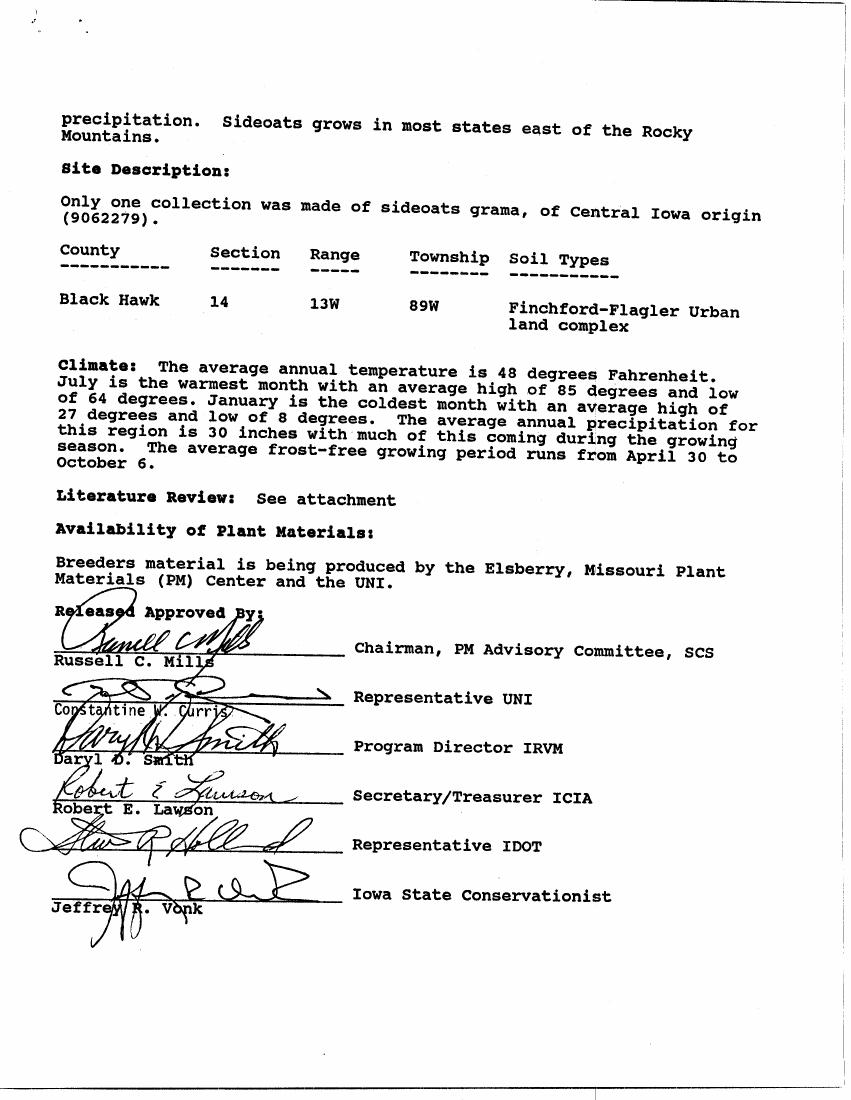 precipitation. Sideoats grows in most states east of the Rocky
Mountains.
Site Description:
Only one collection was made of sideoats grama, of Central Iowa origin
(9062279).
County Section Range Township Soil Types
----------- ------- ----- -------- -----------
Black Hawk 14 13W 89W Finchford-Flagler Urban
land complex
Climate: The average annual temperature is 48 degrees Fahrenheit.
July is the warmest month with an average high of 85 degrees and low
of 64 degrees. January is the coldest month with an average high of
27 degrees and low of 8 degrees. The average annual precipitation for
this region is 30 inches with much of this coming during the growing
season. The average frost-free growing period runs from April 30 to
October 6.
Literature Review: See attachment
Availability of Plant Materials:
Breeders material is being produced by the Elsberry, Missouri Plant
Materials (PM) Center and the UNI.
Released Approved By:
Russell C Mills Chairman, PM Advisory Committee, SCS
Russell C. Mills
Representative UNI
Constantine W. Curris
Daryl D. Smith Program Director IRVM
Daryl D. Smith
Robert E Lawson Secretary/Treasurer ICIA
Robert E. Lawson
Steve R Holland Representative IDOT
Iowa State Conservationist
Jeffrey R. Vonk